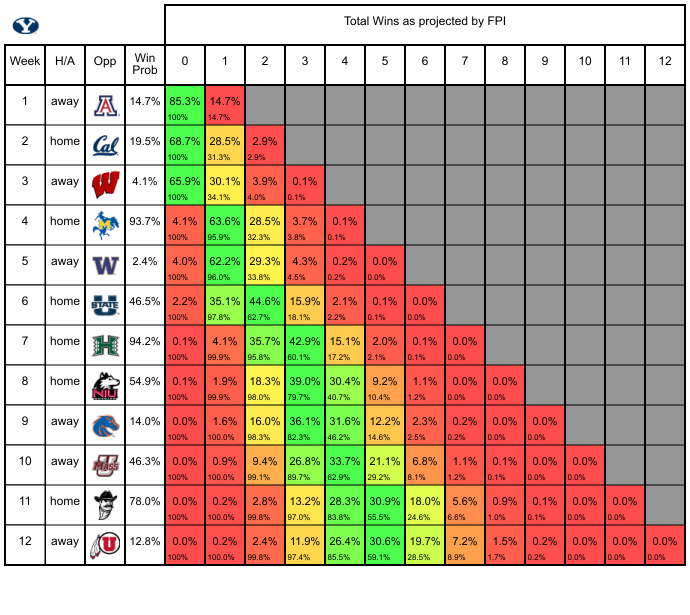 Total Wins as projected by FPI
Week H/A Opp Win Prob 0 1 2 3 4 5 6 7 8 9 10 11 12
1 away A 14.7% 85.3% 14.7%
100% 14.7%
2 home Cal 19.5% 68.7% 28.5% 2.9%
100% 31.3% 2.9%
3 away W 4.1% 65.9% 30.1% 3.9% 0.1%
100% 34.1% 4.0% 0.1%
4 home M 93.7% 4.1% 63.6% 28.5% 3.7% 0.1%
100% 95.9% 32.3% 3.8% 0.1%
5 away W 2.4% 4.0% 62.2% 29.3% 4.3% 0.2% 0.0%
100% 96.0% 33.8% 4.5% 0.2% 0.0%
6 home U STATE 46.5% 2.2% 35.1% 44.6% 15.9% 2.1% 0.1% 0.0%
100% 97.8% 62.7% 18.1% 2.2% 0.1% 0.0%
7 home H 94.2% 0.1% 4.1% 35.7% 42.9% 15.1% 2.0% 0.1% 0.0%
100% 99.9% 95.8% 60.1% 17.2% 2.1% 0.1% 0.0%
8 home NIU 54.9% 0.1% 1.9% 18.3% 39.0% 30.4% 9.2% 1.1% 0.0% 0.0%
100% 99.9% 98.0% 79.7% 40.7% 10.4% 1.2% 0.0% 0.0%
9 away 14.0% 0.0% 1.6% 16.0% 36.1% 31.6% 12.2% 2.3% 0.2% 0.0% 0.0%
100% 100.0% 98.3% 82.3% 46.2% 14.6% 2.5% 0.2% 0.0% 0.0%
10 away UMass 46.3% 0.0% 0.9% 9.4% 26.8% 33.7% 21.1% 6.8% 1.1% 0.1% 0.0% 0.0%
100% 100.0% 99.1% 89.7% 62.9% 29.2% 8.1% 1.2% 0.1% 0.0% 0.0%
11 home 78.0% 0.0% 0.2% 2.8% 13.2% 28.3% 30.9% 18.0% 5.6% 0.9% 0.1% 0.0% 0.0%
100% 100.0% 99.8% 97.0% 83.8% 55.5% 24.6% 6.6% 1.0% 0.1% 0.0% 0.0%
12 away U 12.8% 0.0% 0.2% 2.4% 11.9% 26.4% 30.6% 19.7% 7.2% 1.5% 0.2% 0.0% 0.0% 0.0%
100% 100.0% 99.8% 97.4% 85.5% 59.1% 28.5% 8.9% 1.7% 0.2% 0.0% 0.0% 0.0%